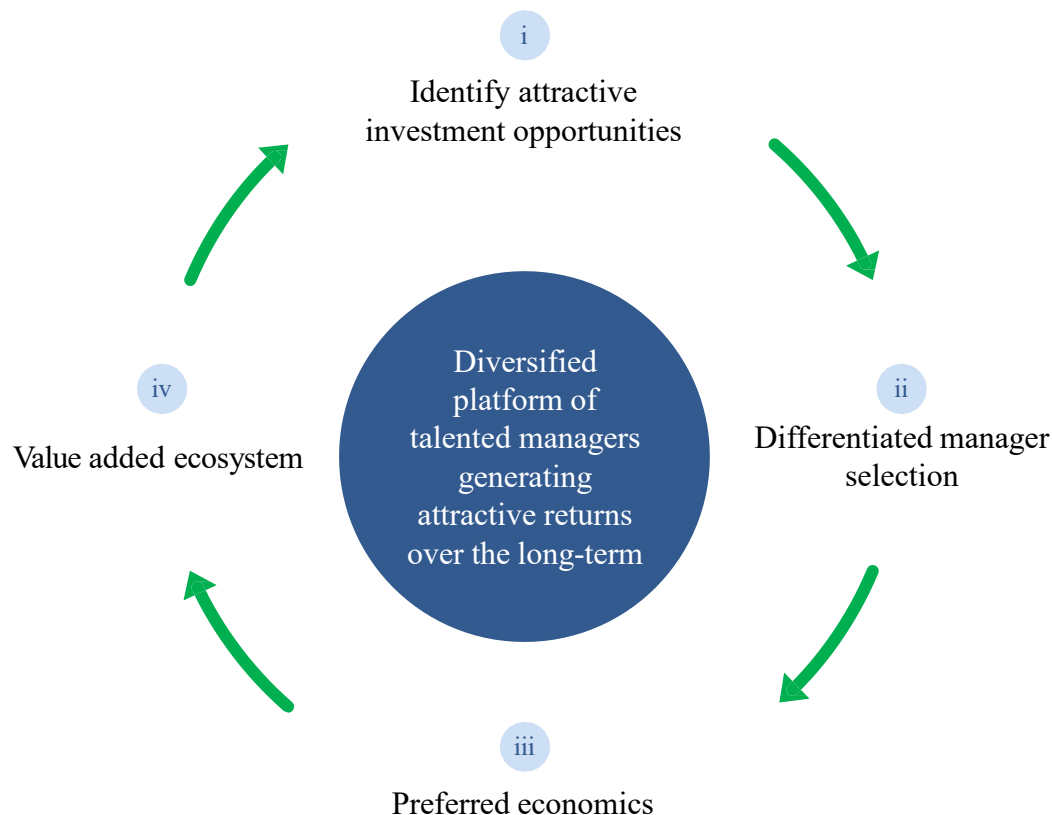 i
Identify attractive
investment opportunities
ii
Differentiated manager
selection
iii
Preferred economics
iv
Value added ecosystem
Diversified
platform of
talented managers
generating
attractive returns
over the long-term